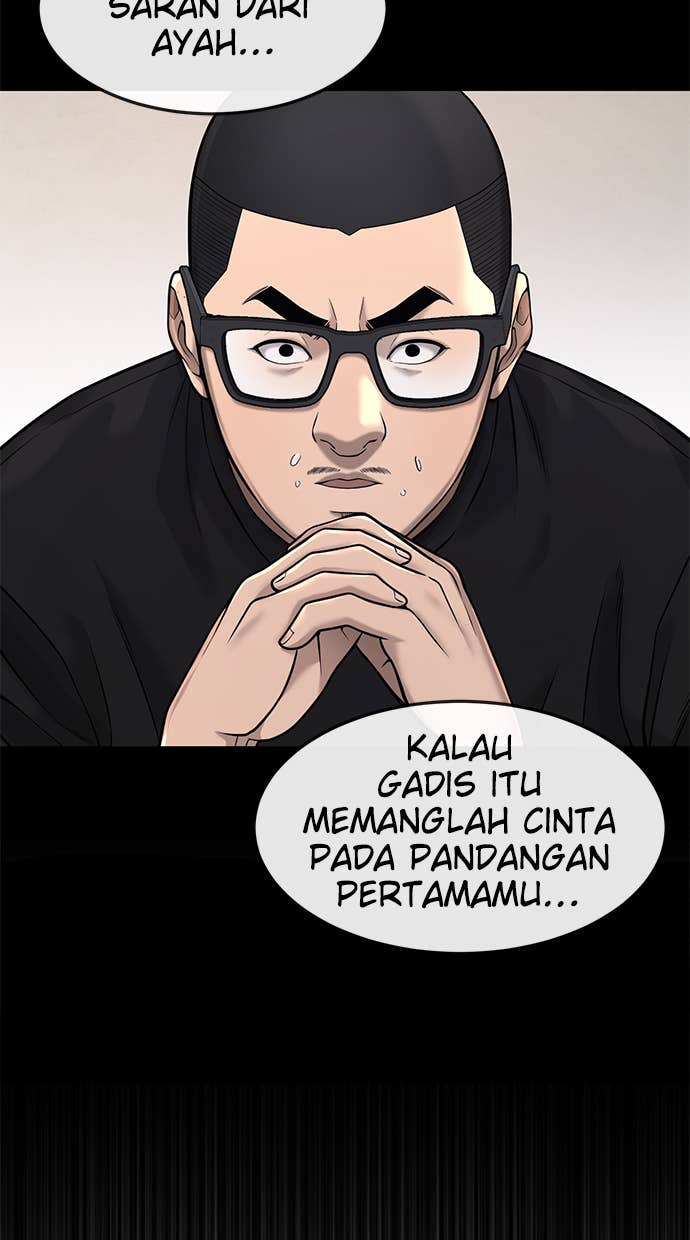 SARAN DARI
AYAH...
KALAU
GADIS ITU
MEMANGLAH CINTA
PADA PANDANGAN
PERTAMAMU...